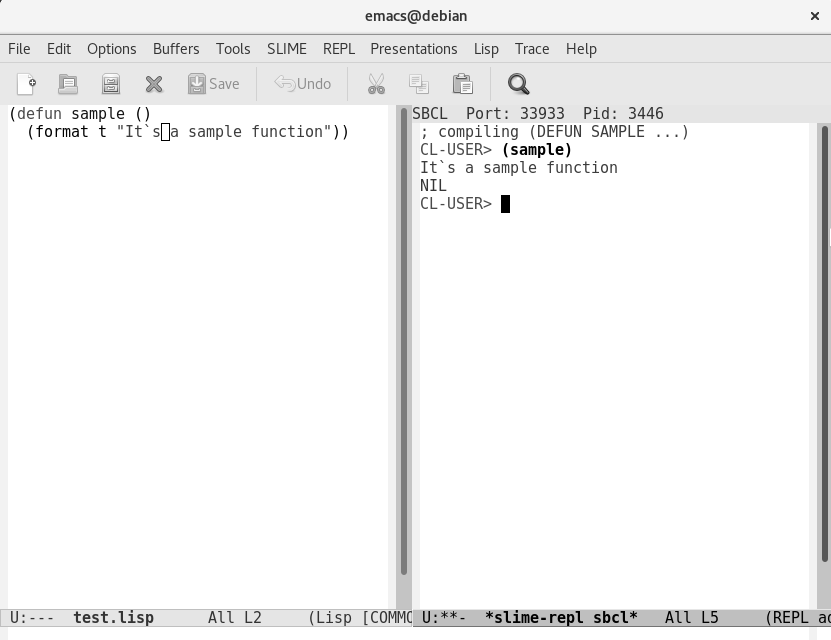 emacs@debian
File Edit Options Buffers Tools SLIME REPL Presentations Lisp Trace Help
Save Undo
(defun sample ()
  (format t "It`s a sample function"))
SBCL  Port: 33933  Pid: 3446
; compiling (DEFUN SAMPLE ...)
CL-USER> (sample)
It`s a sample function
NIL
CL-USER>
U:---  test.lisp      All L2     (Lisp [COMMO
U:**-  *slime-repl sbcl*   All L5     (REPL a